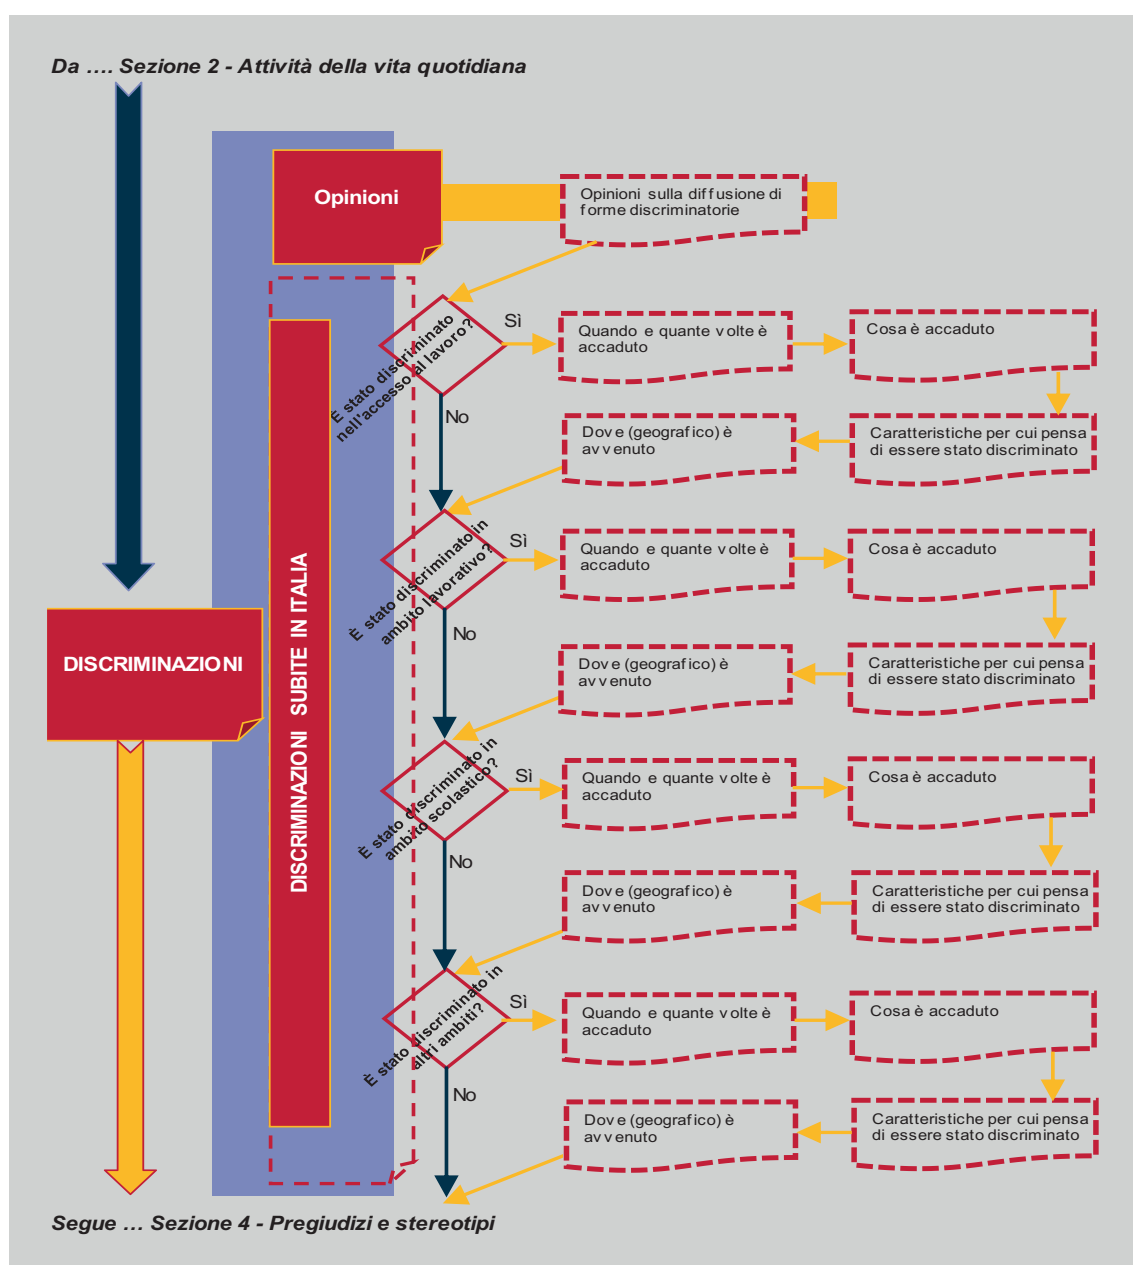 Da …. Sezione 2 - Attività della vita quotidiana
Opinioni
Opinioni sulla diffusione di
forme discriminatorie
DISCRIMINAZIONI
DISCRIMINAZIONI SUBITE IN ITALIA
È stato discriminato
nell'accesso al lavoro?
Sì
Quando e quante volte è
accaduto
Cosa è accaduto
No
Dove (geografico) è
avvenuto
Caratteristiche per cui pensa
di essere stato discriminato
È stato discriminato in
ambito lavorativo?
Sì
Quando e quante volte è
accaduto
Cosa è accaduto
No
Dove (geografico) è
avvenuto
Caratteristiche per cui pensa
di essere stato discriminato
È stato discriminato in
ambito scolastico?
Sì
Quando e quante volte è
accaduto
Cosa è accaduto
No
Dove (geografico) è
avvenuto
Caratteristiche per cui pensa
di essere stato discriminato
È stato discriminato in
altri ambiti?
Sì
Quando e quante volte è
accaduto
Cosa è accaduto
No
Dove (geografico) è
avvenuto
Caratteristiche per cui pensa
di essere stato discriminato
Segue … Sezione 4 - Pregiudizi e stereotipi